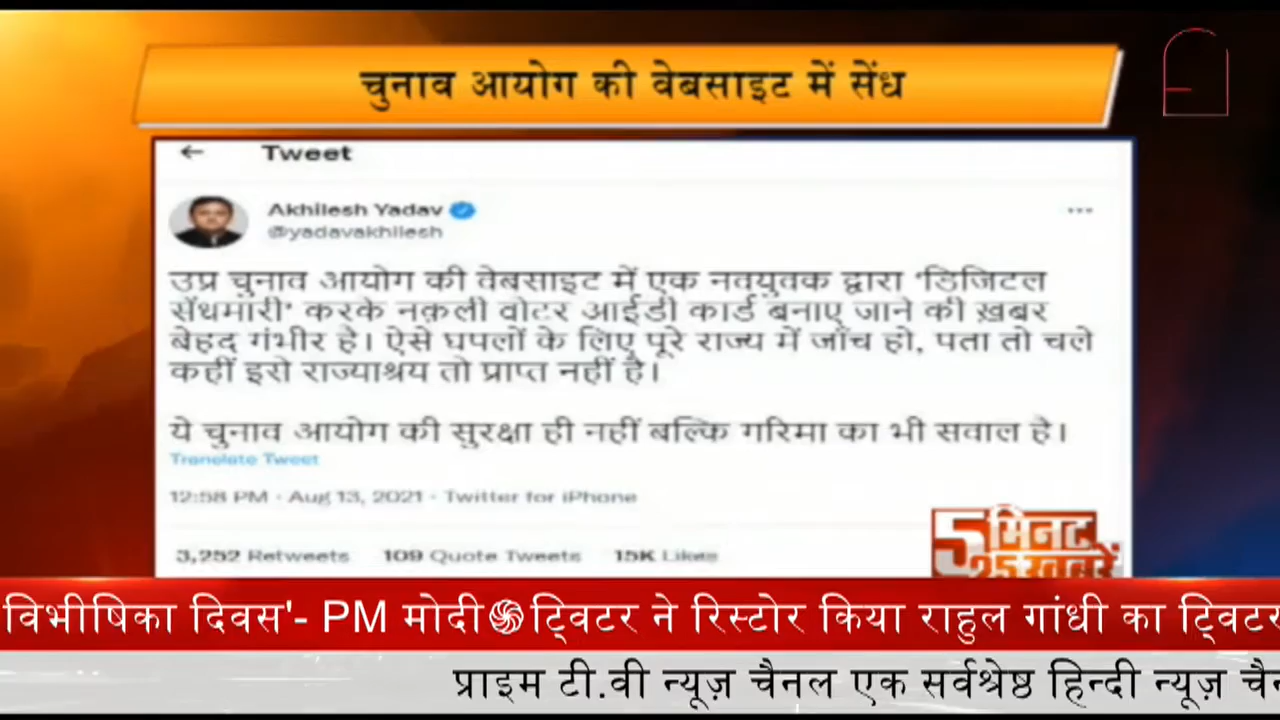 चुनाव आयोग की वेबसाइट में सेंध
Tweet
Akhilesh Yadav
@yadavakhilesh
उप्र चुनाव आयोग की वेबसाइट में एक नवयुवक द्वारा ‘डिजिटल
सेंधमारी’ करके नक़ली वोटर आईडी कार्ड बनाए जाने की ख़बर
बेहद गंभीर है। ऐसे घपलों के लिए पूरे राज्य में जाँच हो, पता तो चले
कहीं इसे राज्याश्रय तो प्राप्त नहीं है।
ये चुनाव आयोग की सुरक्षा ही नहीं बल्कि गरिमा का भी सवाल है।
Translate Tweet
12:58 PM · Aug 13, 2021 · Twitter for iPhone
3,252 Retweets 109 Quote Tweets 15K Likes
5 मिनट
25 खबरें
विभीषिका दिवस'- PM मोदी֍ट्विटर ने रिस्टोर किया राहुल गांधी का ट्विटर
प्राइम टी.वी न्यूज़ चैनल एक सर्वश्रेष्ठ हिन्दी न्यूज़ चैन